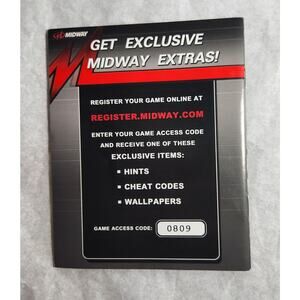 MIDWAY
GET EXCLUSIVE
MIDWAY EXTRAS!
REGISTER YOUR GAME ONLINE AT
REGISTER.MIDWAY.COM
ENTER YOUR GAME ACCESS CODE
AND RECEIVE ONE OF THESE
EXCLUSIVE ITEMS:
▪ HINTS
▪ CHEAT CODES
▪ WALLPAPERS
GAME ACCESS CODE: 0809